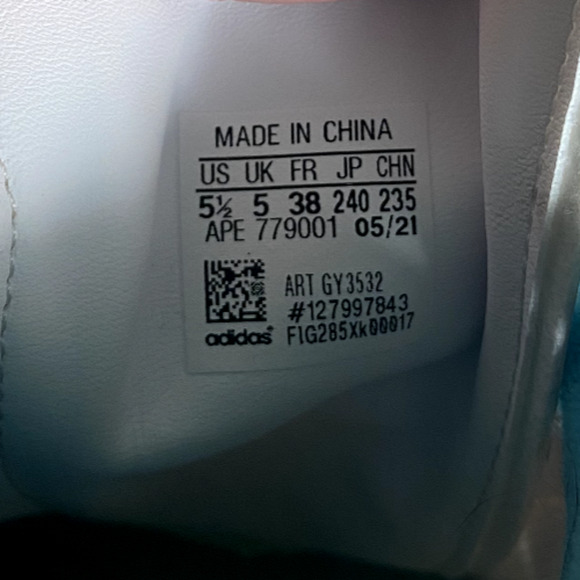 MADE IN CHINA
US UK FR JP CHN
5½ 5 38 240 235
APE 779001 05/21
ART GY3532
#127997843
adidas® FIG285Xk00017